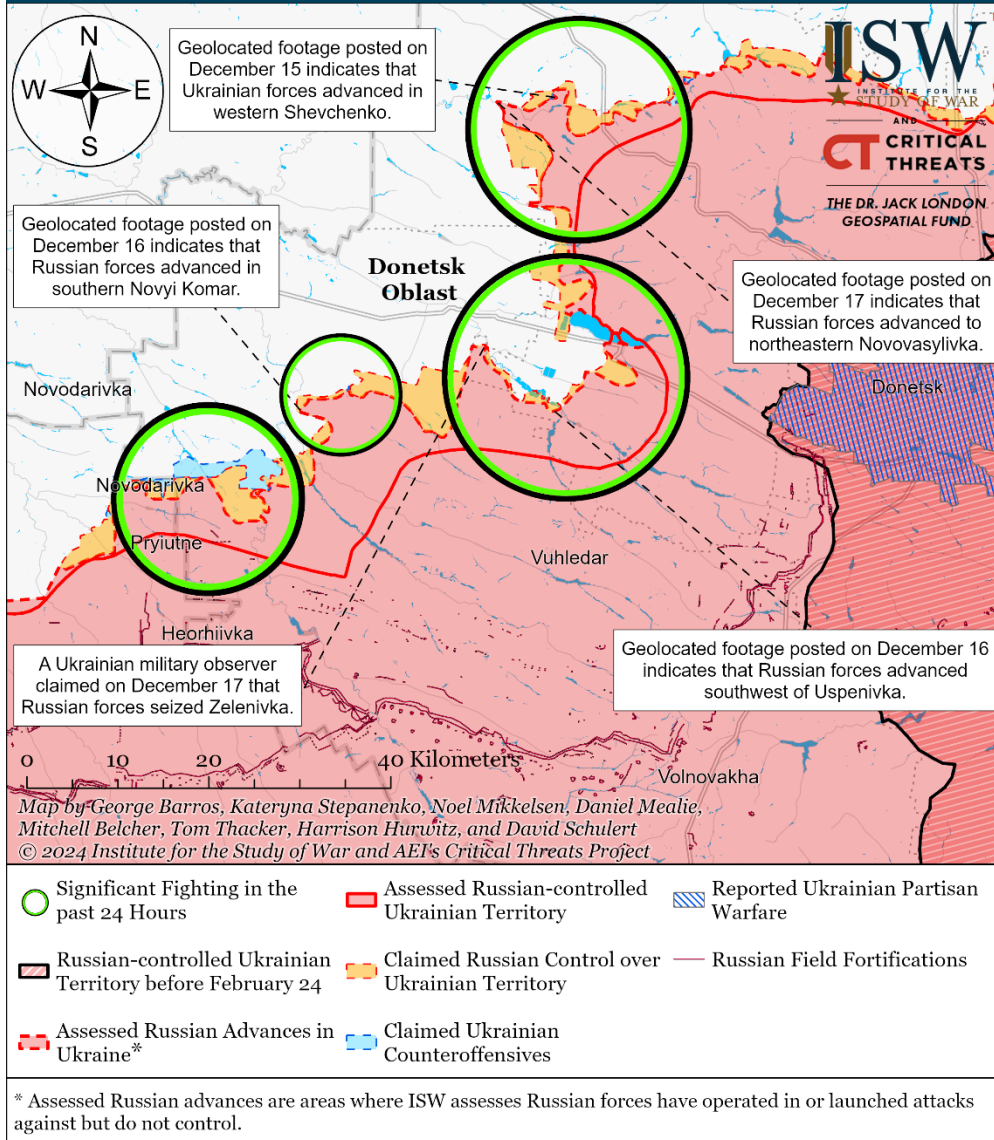 N
W
E
S
Geolocated footage posted on
December 15 indicates that
Ukrainian forces advanced in
western Shevchenko.
ISW
INSTITUTE FOR THE
STUDY OF WAR
AND
CT CRITICAL
THREATS
THE DR. JACK LONDON
GEOSPATIAL FUND
Geolocated footage posted on
December 16 indicates that
Russian forces advanced in
southern Novyi Komar.
Donetsk
Oblast
Geolocated footage posted on
December 17 indicates that
Russian forces advanced to
northeastern Novovasylivka.
Novodarivka
Donetsk
Novodarivka
Pryiutne
Vuhledar
Heorhiivka
A Ukrainian military observer
claimed on December 17 that
Russian forces seized Zelenivka.
Geolocated footage posted on December 16
indicates that Russian forces advanced
southwest of Uspenivka.
0 10 20 40 Kilometers
Volnovakha
Map by George Barros, Kateryna Stepanenko, Noel Mikkelsen, Daniel Mealie,
Mitchell Belcher, Tom Thacker, Harrison Hurwitz, and David Schulert
© 2024 Institute for the Study of War and AEI's Critical Threats Project
Significant Fighting in the
past 24 Hours
Assessed Russian-controlled
Ukrainian Territory
Reported Ukrainian Partisan
Warfare
Russian-controlled Ukrainian
Territory before February 24
Claimed Russian Control over
Ukrainian Territory
Russian Field Fortifications
Assessed Russian Advances in
Ukraine*
Claimed Ukrainian
Counteroffensives
* Assessed Russian advances are areas where ISW assesses Russian forces have operated in or launched attacks
against but do not control.